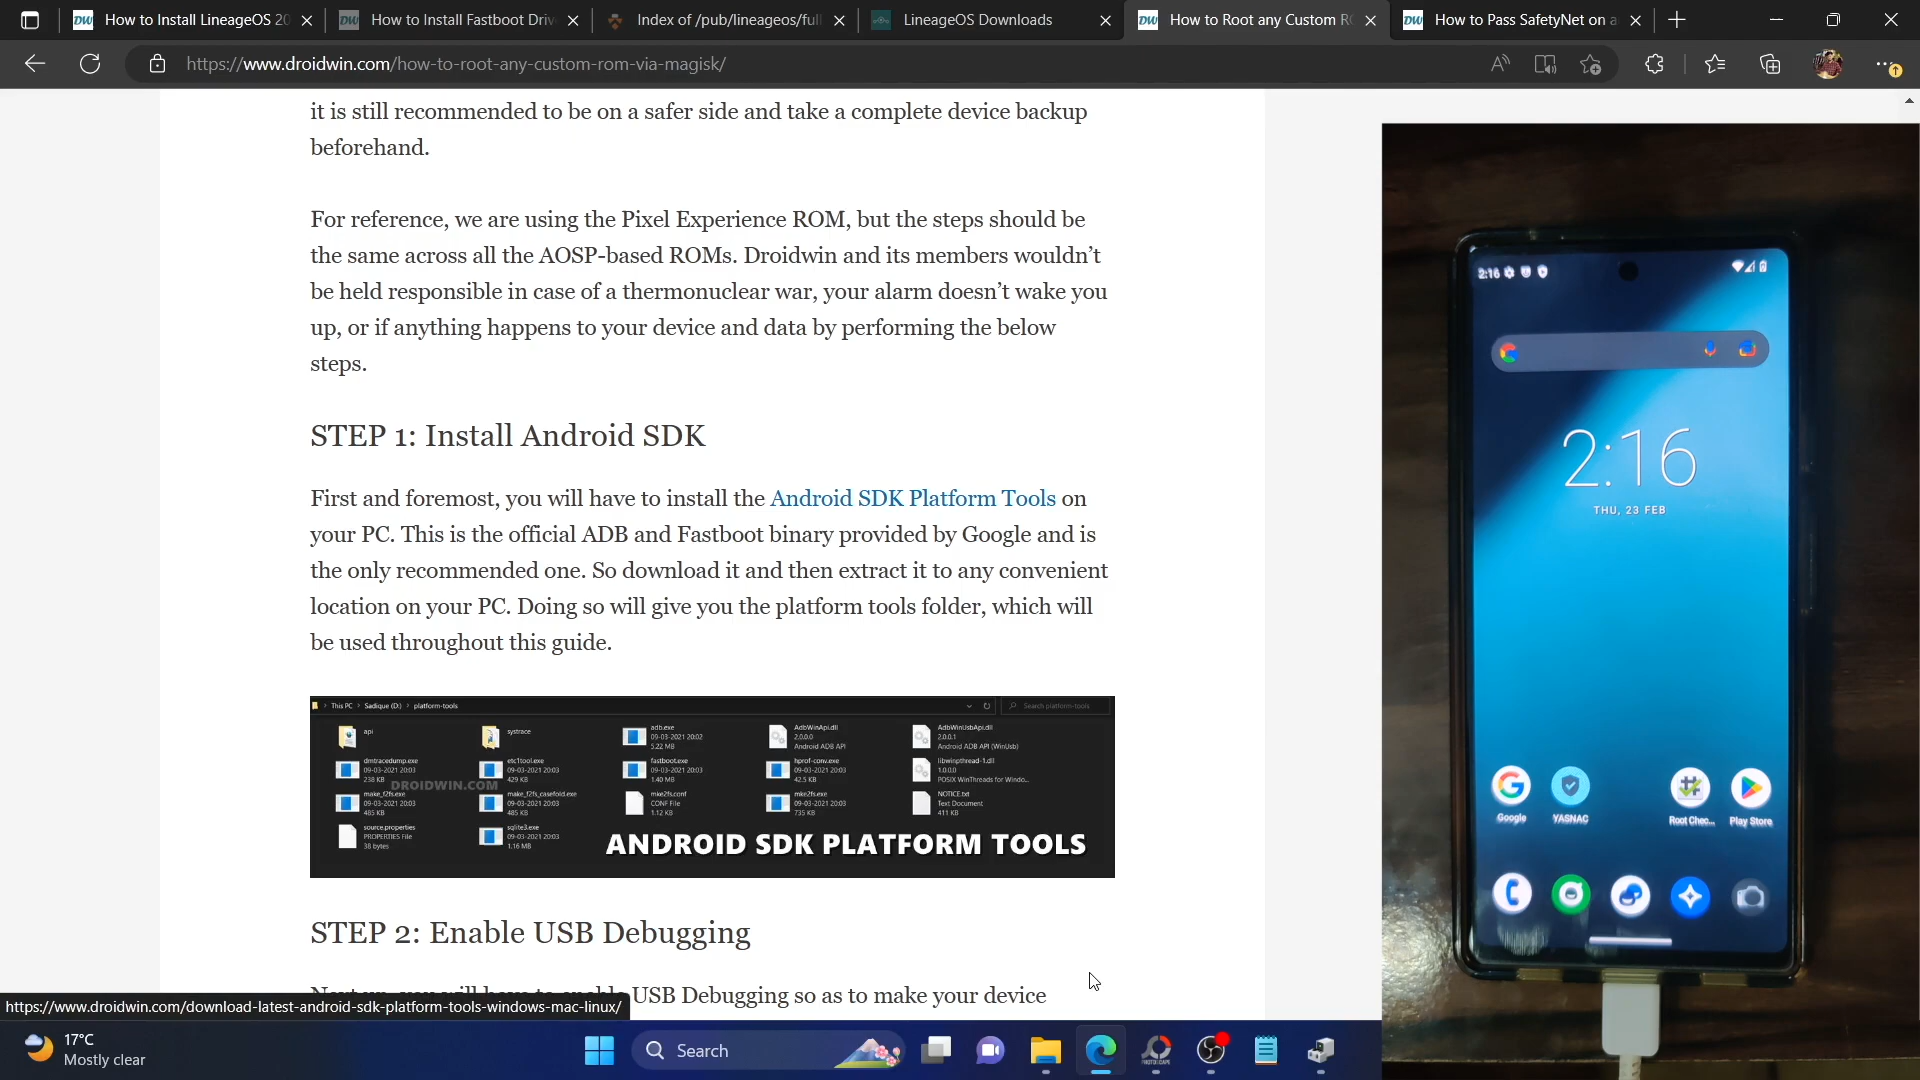 How to Install LineageOS 20
How to Install Fastboot Driv
Index of /pub/lineageos/full
LineageOS Downloads
How to Root any Custom R
How to Pass SafetyNet on a
https://www.droidwin.com/how-to-root-any-custom-rom-via-magisk/
it is still recommended to be on a safer side and take a complete device backup
beforehand.
For reference, we are using the Pixel Experience ROM, but the steps should be
the same across all the AOSP-based ROMs. Droidwin and its members wouldn’t
be held responsible in case of a thermonuclear war, your alarm doesn’t wake you
up, or if anything happens to your device and data by performing the below
steps.
STEP 1: Install Android SDK
First and foremost, you will have to install the Android SDK Platform Tools on
your PC. This is the official ADB and Fastboot binary provided by Google and is
the only recommended one. So download it and then extract it to any convenient
location on your PC. Doing so will give you the platform tools folder, which will
be used throughout this guide.
This PC > Sadique (D:) > platform-tools
Search platform-tools
api
systrace
adb.exe
09-03-2021 20:02
5.22 MB
AdbWinApi.dll
2.0.0.0
Android ADB API
AdbWinUsbApi.dll
2.0.0.1
Android ADB API (WinUsb)
dmtracedump.exe
09-03-2021 20:03
238 KB
etc1tool.exe
09-03-2021 20:03
429 KB
fastboot.exe
09-03-2021 20:03
1.40 MB
hprof-conv.exe
09-03-2021 20:03
42.5 KB
libwinpthread-1.dll
1.0.0.0
POSIX WinThreads for Windo...
DROIDWIN.COM
make_f2fs.exe
09-03-2021 20:03
485 KB
make_f2fs_casefold.exe
09-03-2021 20:03
485 KB
mke2fs.conf
CONF File
1.12 KB
mke2fs.exe
09-03-2021 20:03
735 KB
NOTICE.txt
Text Document
411 KB
source.properties
PROPERTIES File
38 bytes
sqlite3.exe
09-03-2021 20:03
1.16 MB
ANDROID SDK PLATFORM TOOLS
STEP 2: Enable USB Debugging
USB Debugging so as to make your device
https://www.droidwin.com/download-latest-android-sdk-platform-tools-windows-mac-linux/
17°C
Mostly clear
Search
2:16
2:16
THU, 23 FEB
Google
YASNAC
Root Chec...
Play Store